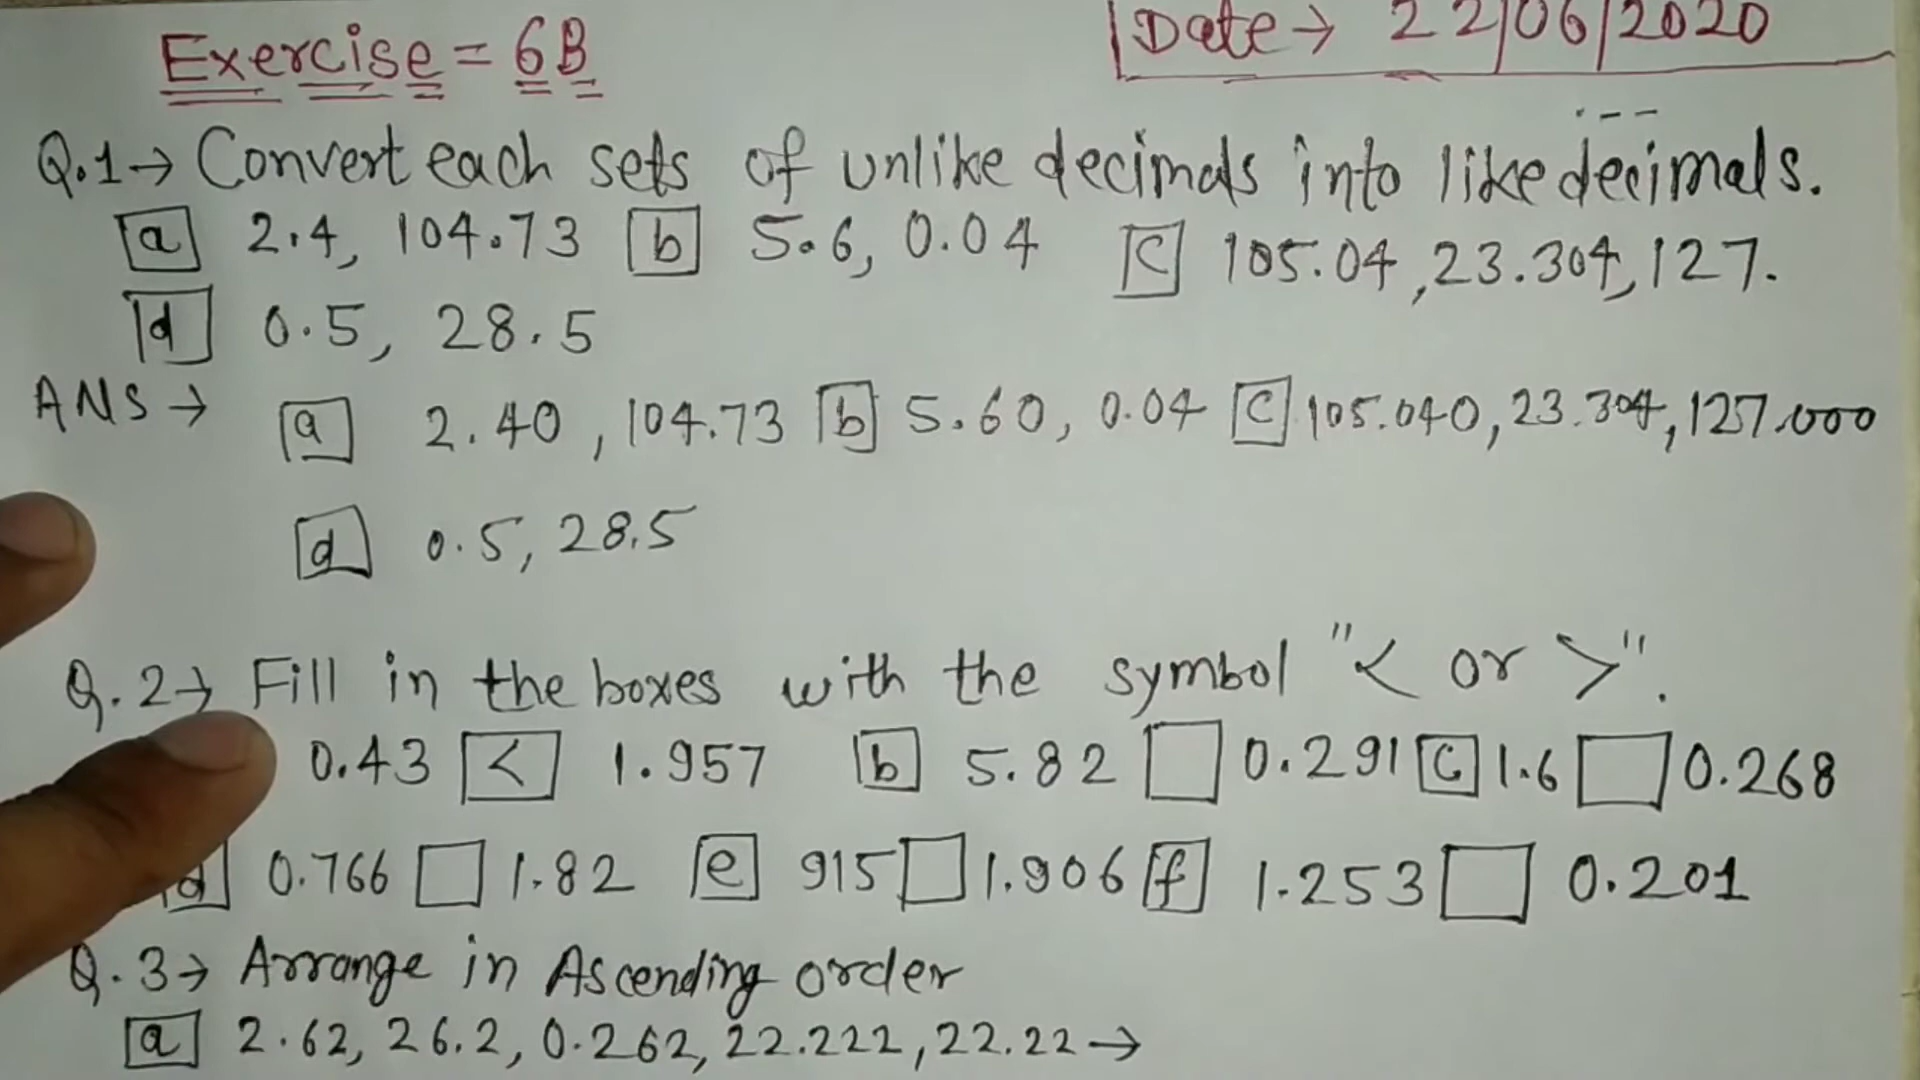 Exercise = 6B
Date → 22/06/2020
Q.1→ Convert each sets of unlike decimals into like decimals.
a 2.4, 104.73 b 5.6, 0.04 c 105.04, 23.304, 127.
d 0.5, 28.5
ANS → a 2.40, 104.73 b 5.60, 0.04 c 105.040, 23.304, 127.000
d 0.5, 28.5
Q.2→ Fill in the boxes with the symbol "< or >".
0.43 < 1.957 b 5.82 □ 0.291 c 1.6 □ 0.268
d 0.766 □ 1.82 e 915 □ 1.906 f 1.253 □ 0.201
Q.3→ Arrange in Ascending order
a 2.62, 26.2, 0.262, 22.222, 22.22 →